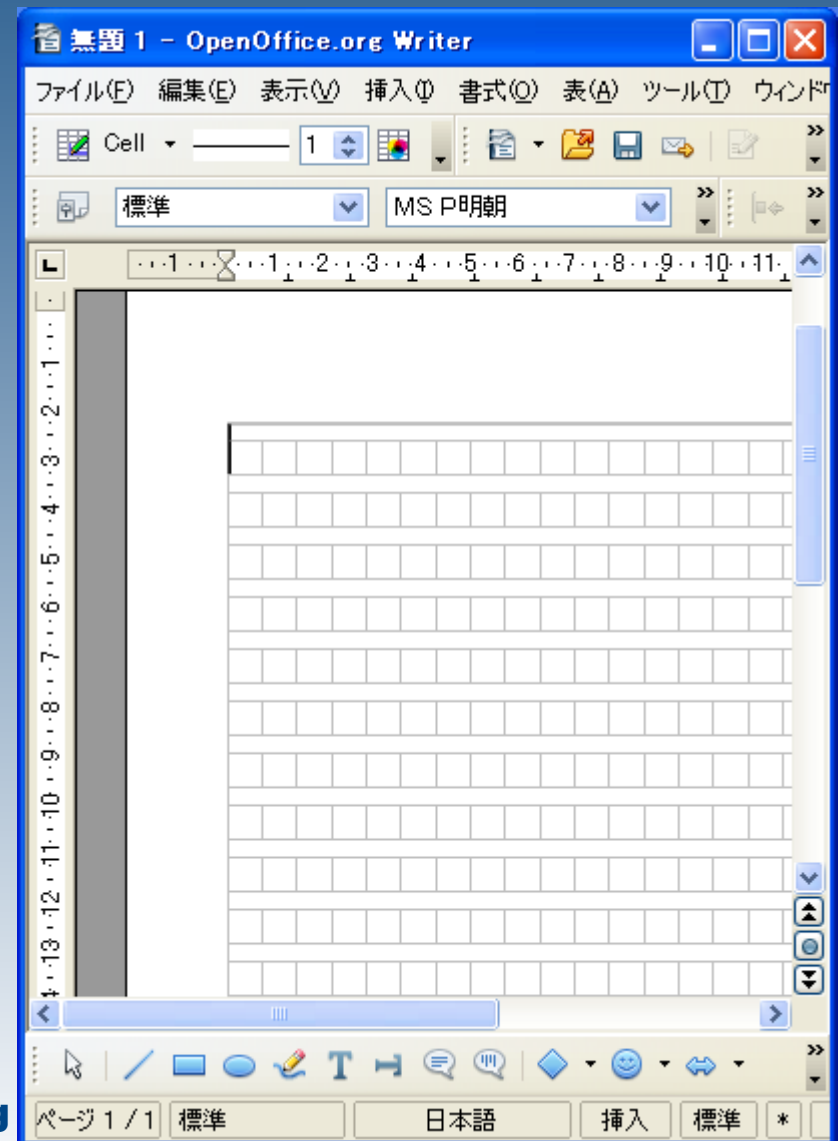 無題 1 - OpenOffice.org Writer
ファイル(F) 編集(E) 表示(V) 挿入(I) 書式(O) 表(A) ツール(T) ウィンドウ
Cell 1
標準 MS P明朝
1 1 2 3 4 5 6 7 8 9 10 11
1
2
3
4
5
6
7
8
9
10
11
12
13
ページ 1 / 1 標準 日本語 挿入 標準 *